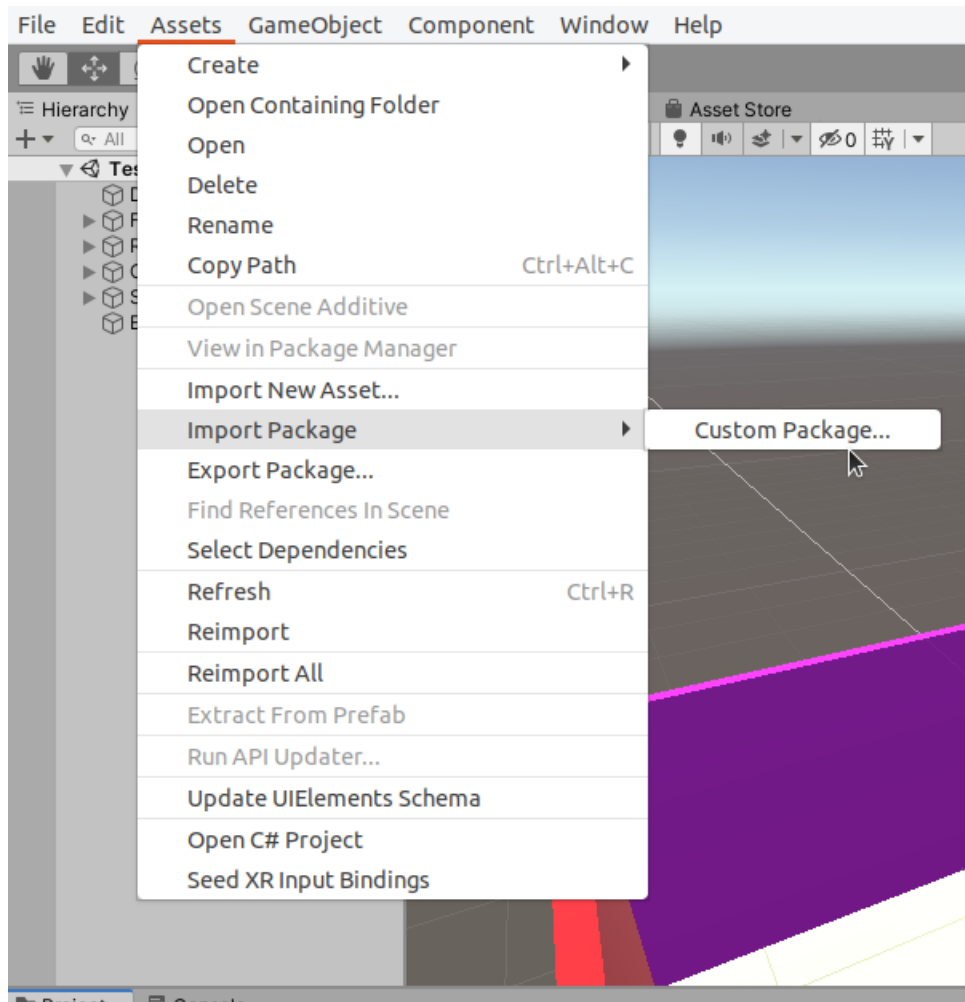 File Edit Assets GameObject Component Window Help
Hierarchy
Asset Store
All
0
Y
Create
Open Containing Folder
Open
Delete
Rename
Copy Path Ctrl+Alt+C
Open Scene Additive
View in Package Manager
Import New Asset...
Import Package
Custom Package...
Export Package...
Find References In Scene
Select Dependencies
Refresh Ctrl+R
Reimport
Reimport All
Extract From Prefab
Run API Updater...
Update UIElements Schema
Open C# Project
Seed XR Input Bindings